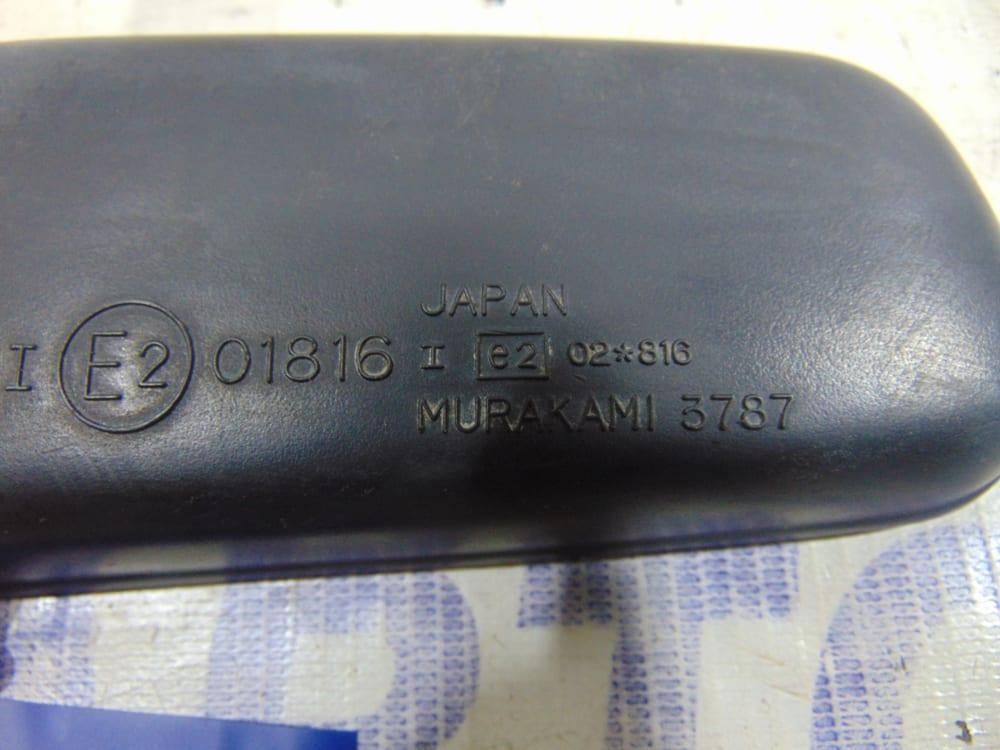 JAPAN
I E2 01816 I e2 02*816
MURAKAMI 3787